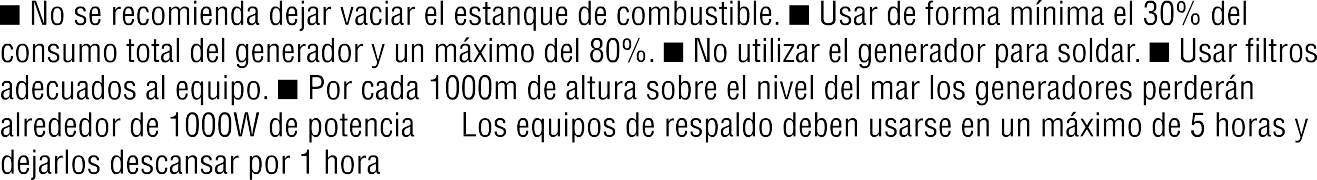 ■ No se recomienda dejar vaciar el estanque de combustible. ■ Usar de forma mínima el 30% del
consumo total del generador y un máximo del 80%. ■ No utilizar el generador para soldar. ■ Usar filtros
adecuados al equipo. ■ Por cada 1000m de altura sobre el nivel del mar los generadores perderán
alrededor de 1000W de potencia Los equipos de respaldo deben usarse en un máximo de 5 horas y
dejarlos descansar por 1 hora